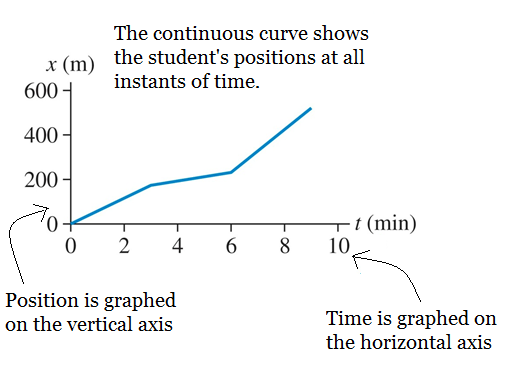 The continuous curve shows
the student's positions at all
instants of time.
x (m)
600
400
200
0
0 2 4 6 8 10
t (min)
Position is graphed
on the vertical axis
Time is graphed on
the horizontal axis